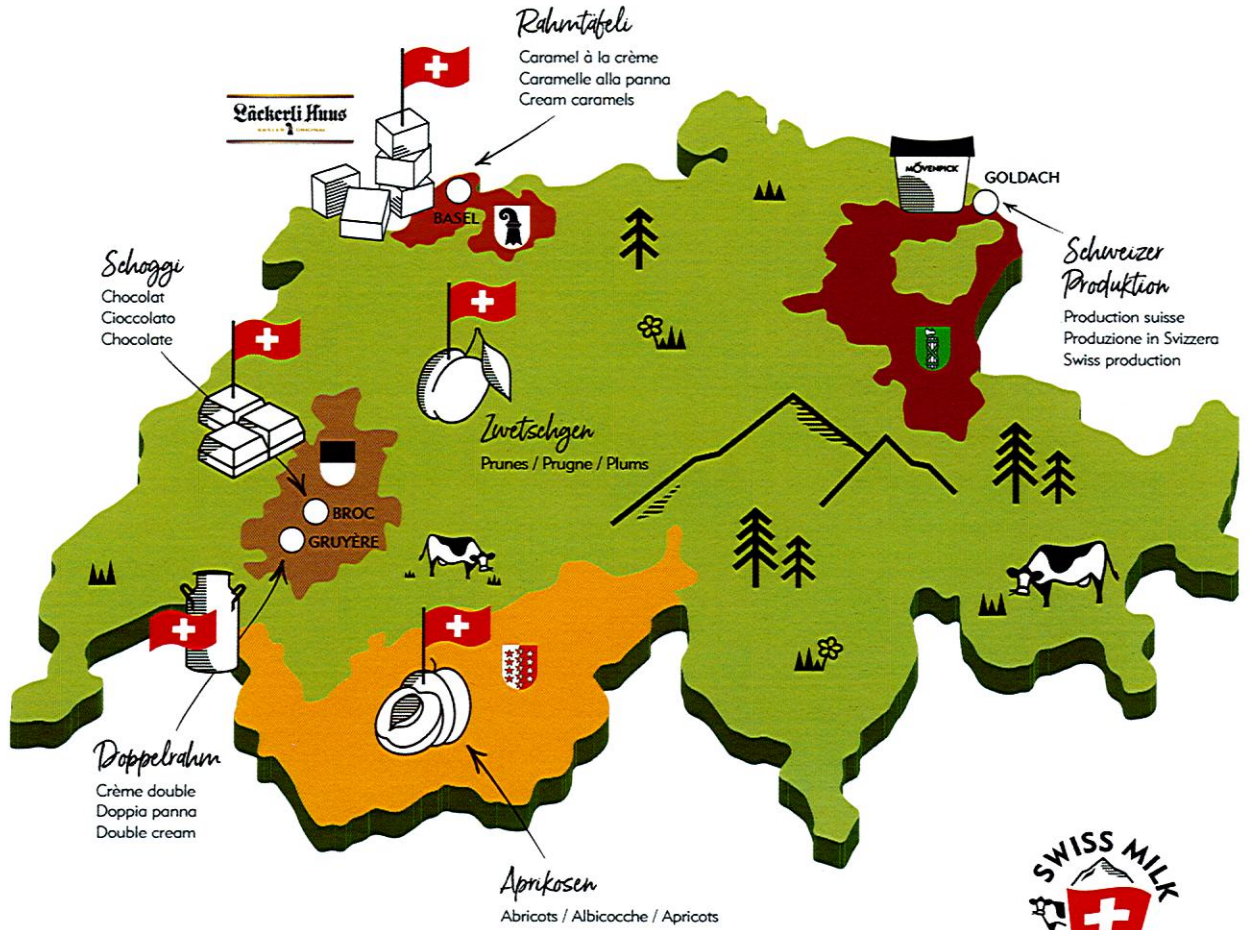 Rahmtäfeli
Caramel à la crème
Caramelle alla panna
Cream caramels
Läckerli Huus
BASLER ORIGINAL
MÖVENPICK
GOLDACH
BASEL
Schweizer
Produktion
Production suisse
Produzione in Svizzera
Swiss production
Schoggi
Chocolat
Cioccolato
Chocolate
Zwetschgen
Prunes / Prugne / Plums
BROC
GRUYÈRE
Doppelrahm
Crème double
Doppia panna
Double cream
Aprikosen
Abricots / Albicocche / Apricots
SWISS MILK